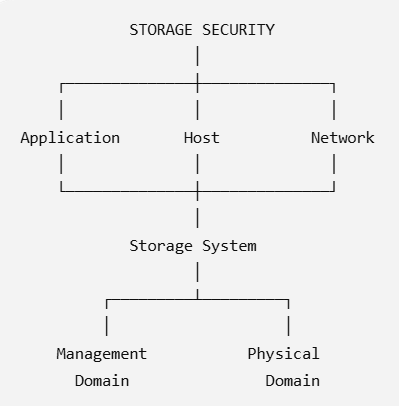 STORAGE SECURITY
Application Host Network
Storage System
Management Physical
Domain Domain